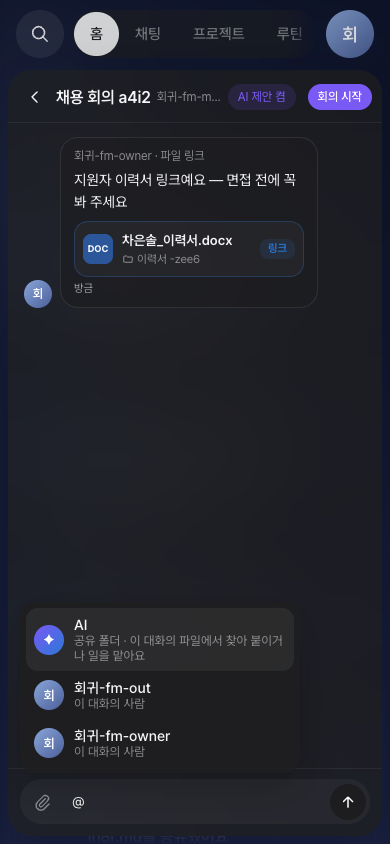 홈 채팅 프로젝트 루틴 회
채용 회의 a4i2 회귀-fm-m... AI 제안 켬 회의 시작
회귀-fm-owner · 파일 링크
지원자 이력서 링크예요 — 면접 전에 꼭
봐 주세요
DOC 차은솔_이력서.docx 링크
이력서 -zee6
회 방금
AI
공유 폴더 · 이 대화의 파일에서 찾아 붙이거
나 일을 맡아요
회 회귀-fm-out
이 대화의 사람
회 회귀-fm-owner
이 대화의 사람
@